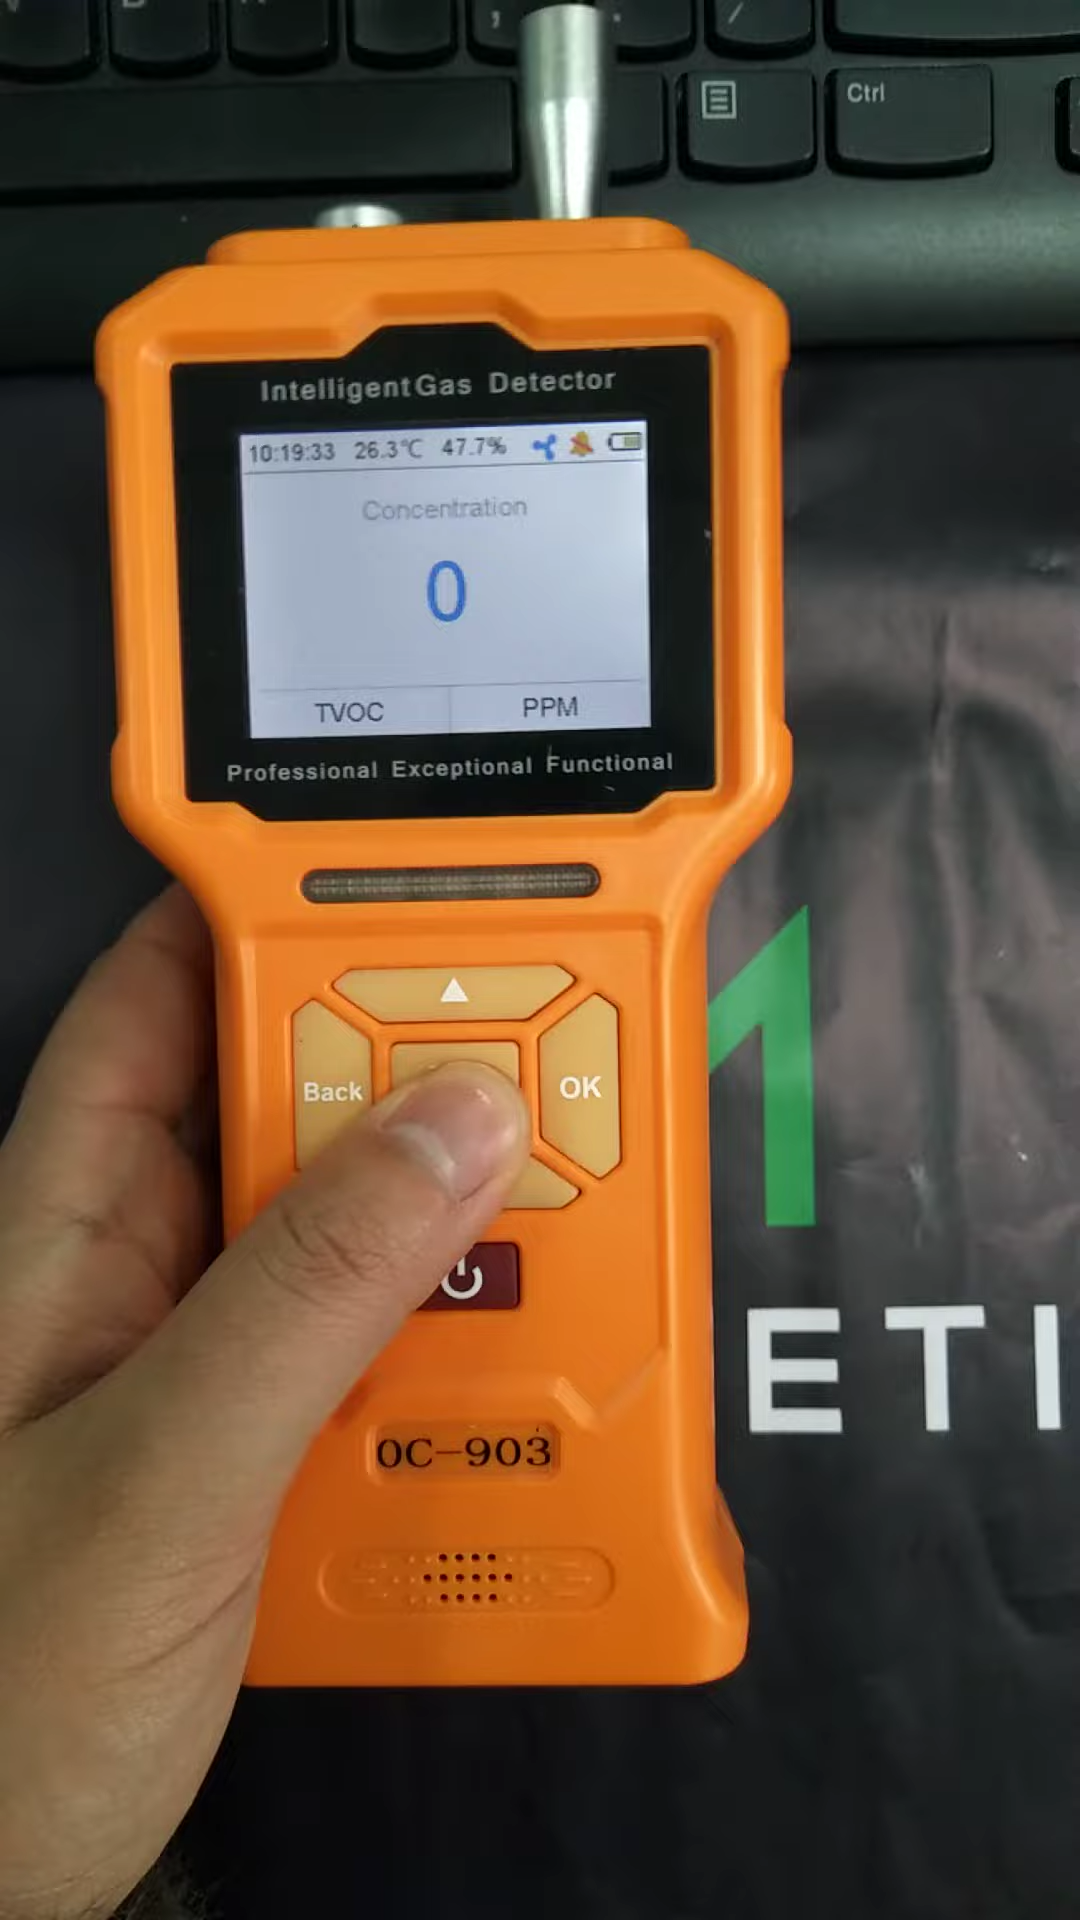 Ctrl
Intelligent Gas Detector
10:19:33 26.3℃ 47.7%
Concentration
0
TVOC PPM
Professional Exceptional Functional
Back OK
OC-903
ETI